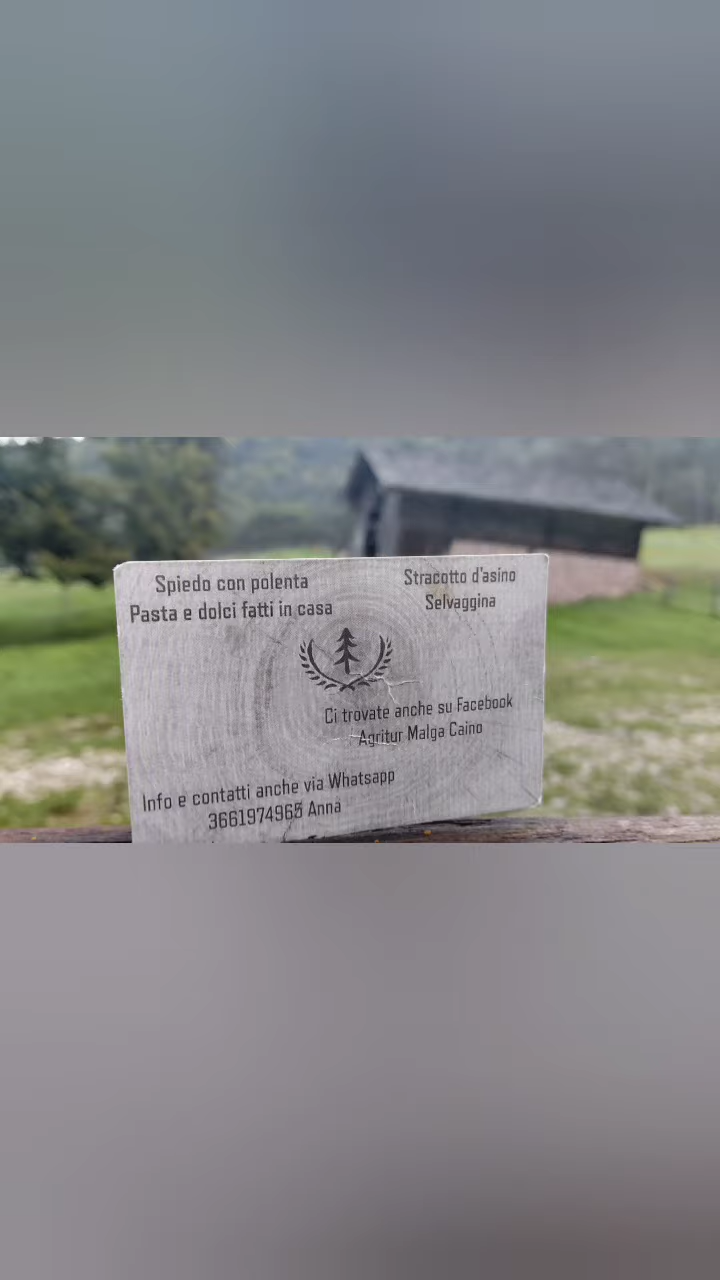 Spiedo con polenta
Pasta e dolci fatti in casa
Stracotto d'asino
Selvaggina
Ci trovate anche su Facebook
Agritur Malga Caino
Info e contatti anche via Whatsapp
Anna